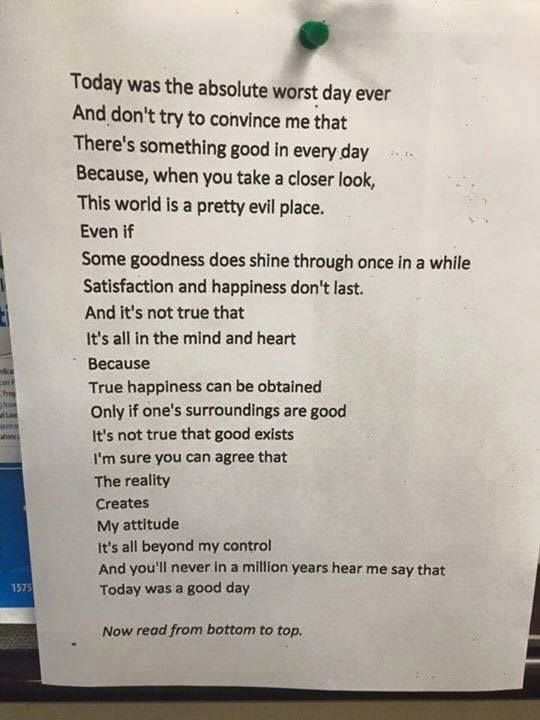 Today was the absolute worst day ever
And don't try to convince me that
There's something good in every day
Because, when you take a closer look,
This world is a pretty evil place.
Even if
Some goodness does shine through once in a while
Satisfaction and happiness don't last.
And it's not true that
It's all in the mind and heart
Because
True happiness can be obtained
Only if one's surroundings are good
It's not true that good exists
I'm sure you can agree that
The reality
Creates
My attitude
It's all beyond my control
And you'll never in a million years hear me say that
Today was a good day
Now read from bottom to top.
1575